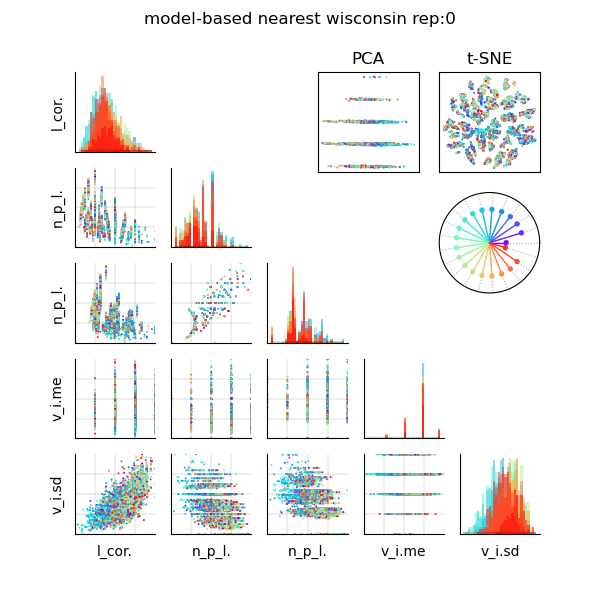 model-based nearest wisconsin rep:0
PCA
t-SNE
l_cor.
n_p_l.
n_p_l.
v_i.me
v_i.sd
l_cor.
n_p_l.
n_p_l.
v_i.me
v_i.sd